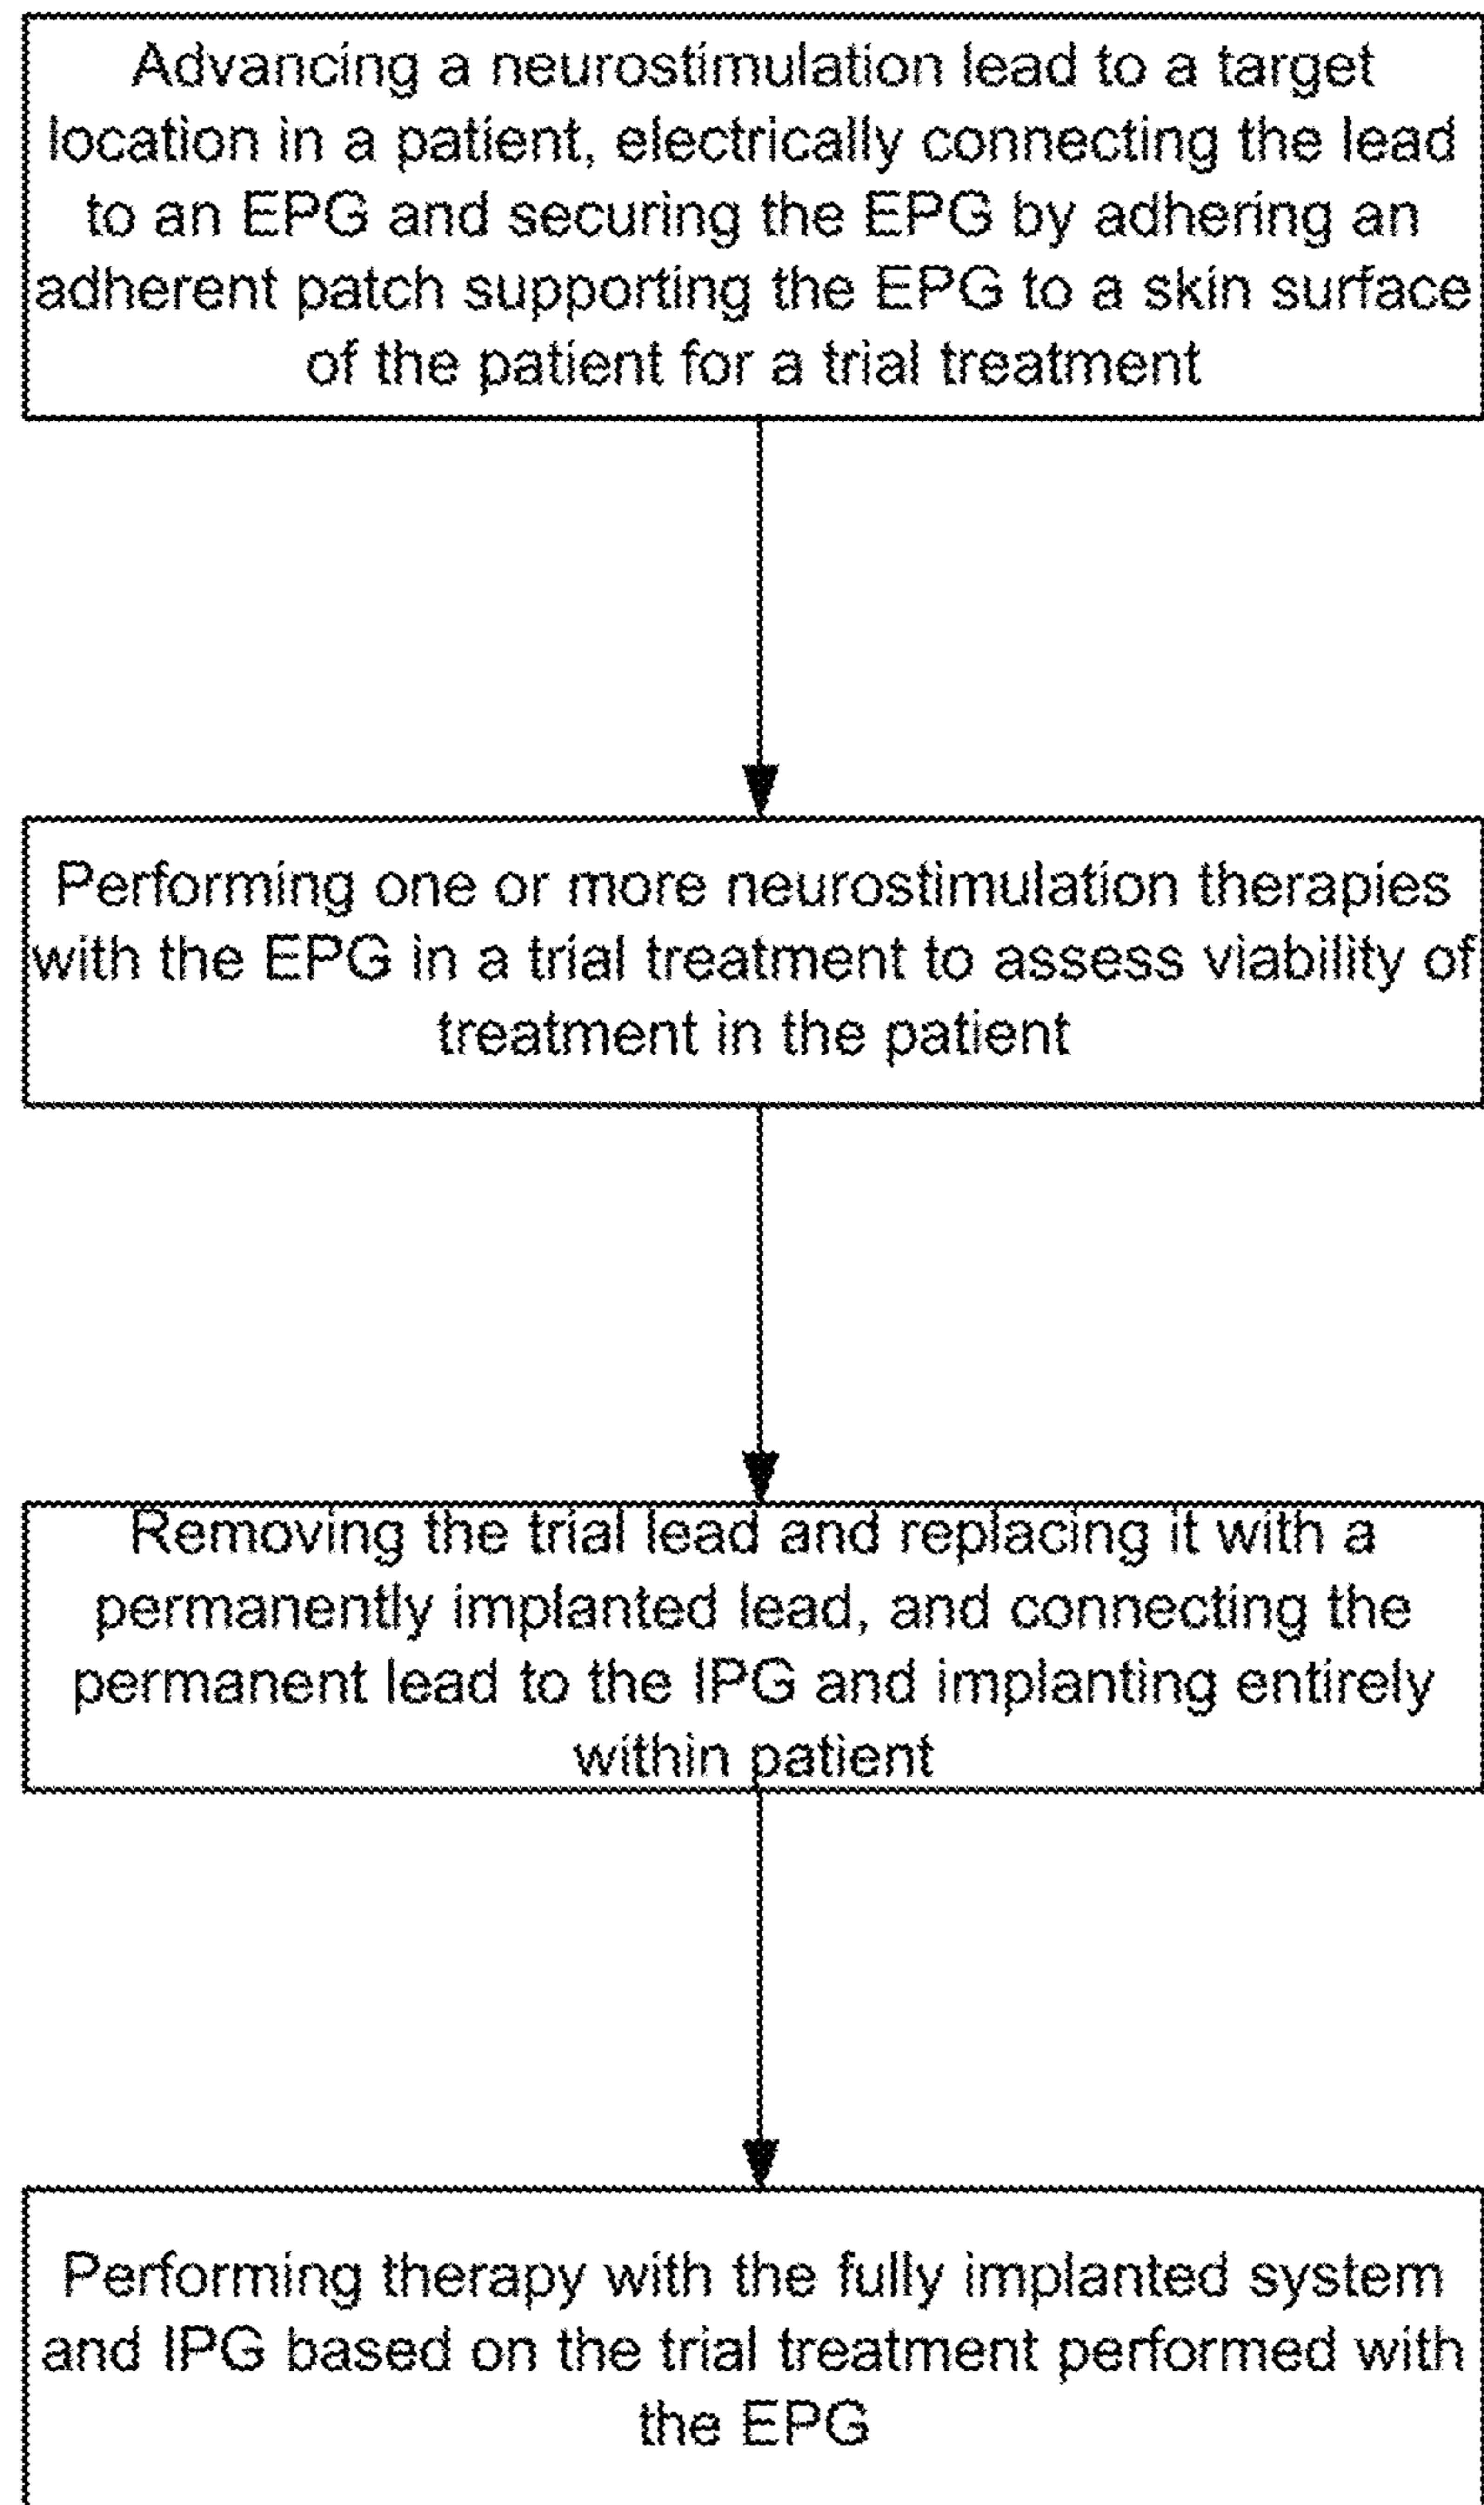 Advancing a neurostimulation lead to a target
location in a patient, electrically connecting the lead
to an EPG and securing the EPG by adhering an
adherent patch supporting the EPG to a skin surface
of the patient for a trial treatment
Performing one or more neurostimulation therapies
with the EPG in a trial treatment to assess viability of
treatment in the patient
Removing the trial lead and replacing it with a
permanently implanted lead, and connecting the
permanent lead to the IPG and implanting entirely
within patient
Performing therapy with the fully implanted system
and IPG based on the trial treatment performed with
the EPG